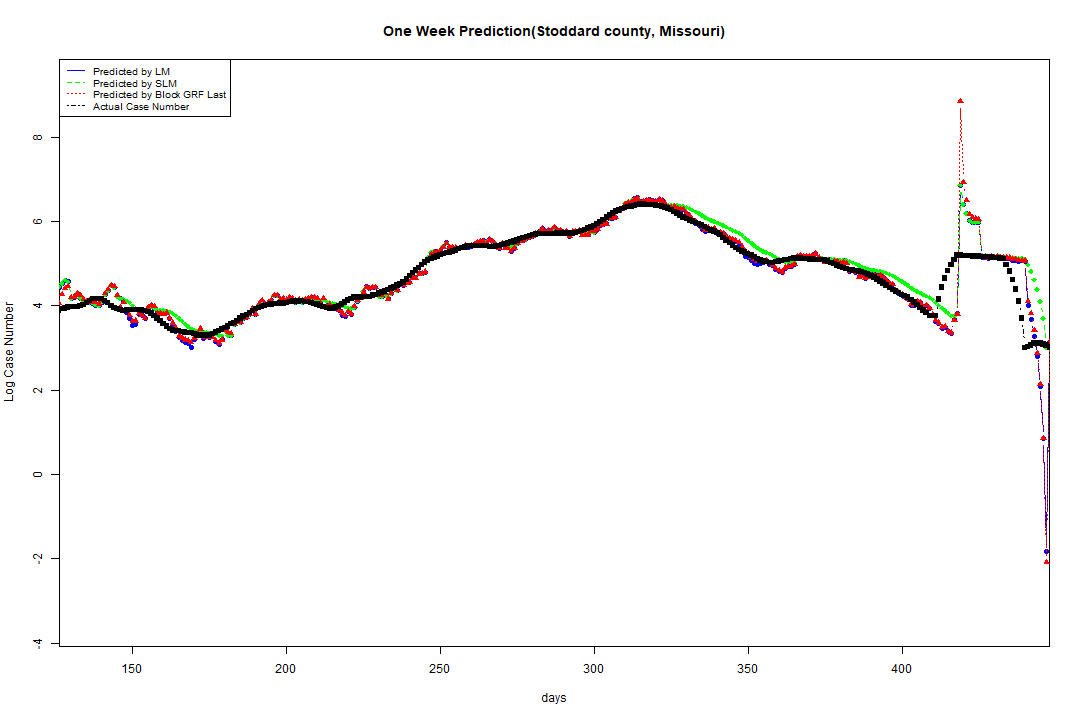 One Week Prediction(Stoddard county, Missouri)
Predicted by LM
Predicted by SLM
Predicted by Block GRF Last
Actual Case Number
8
6
4
2
0
-2
-4
Log Case Number
150 200 250 300 350 400
days